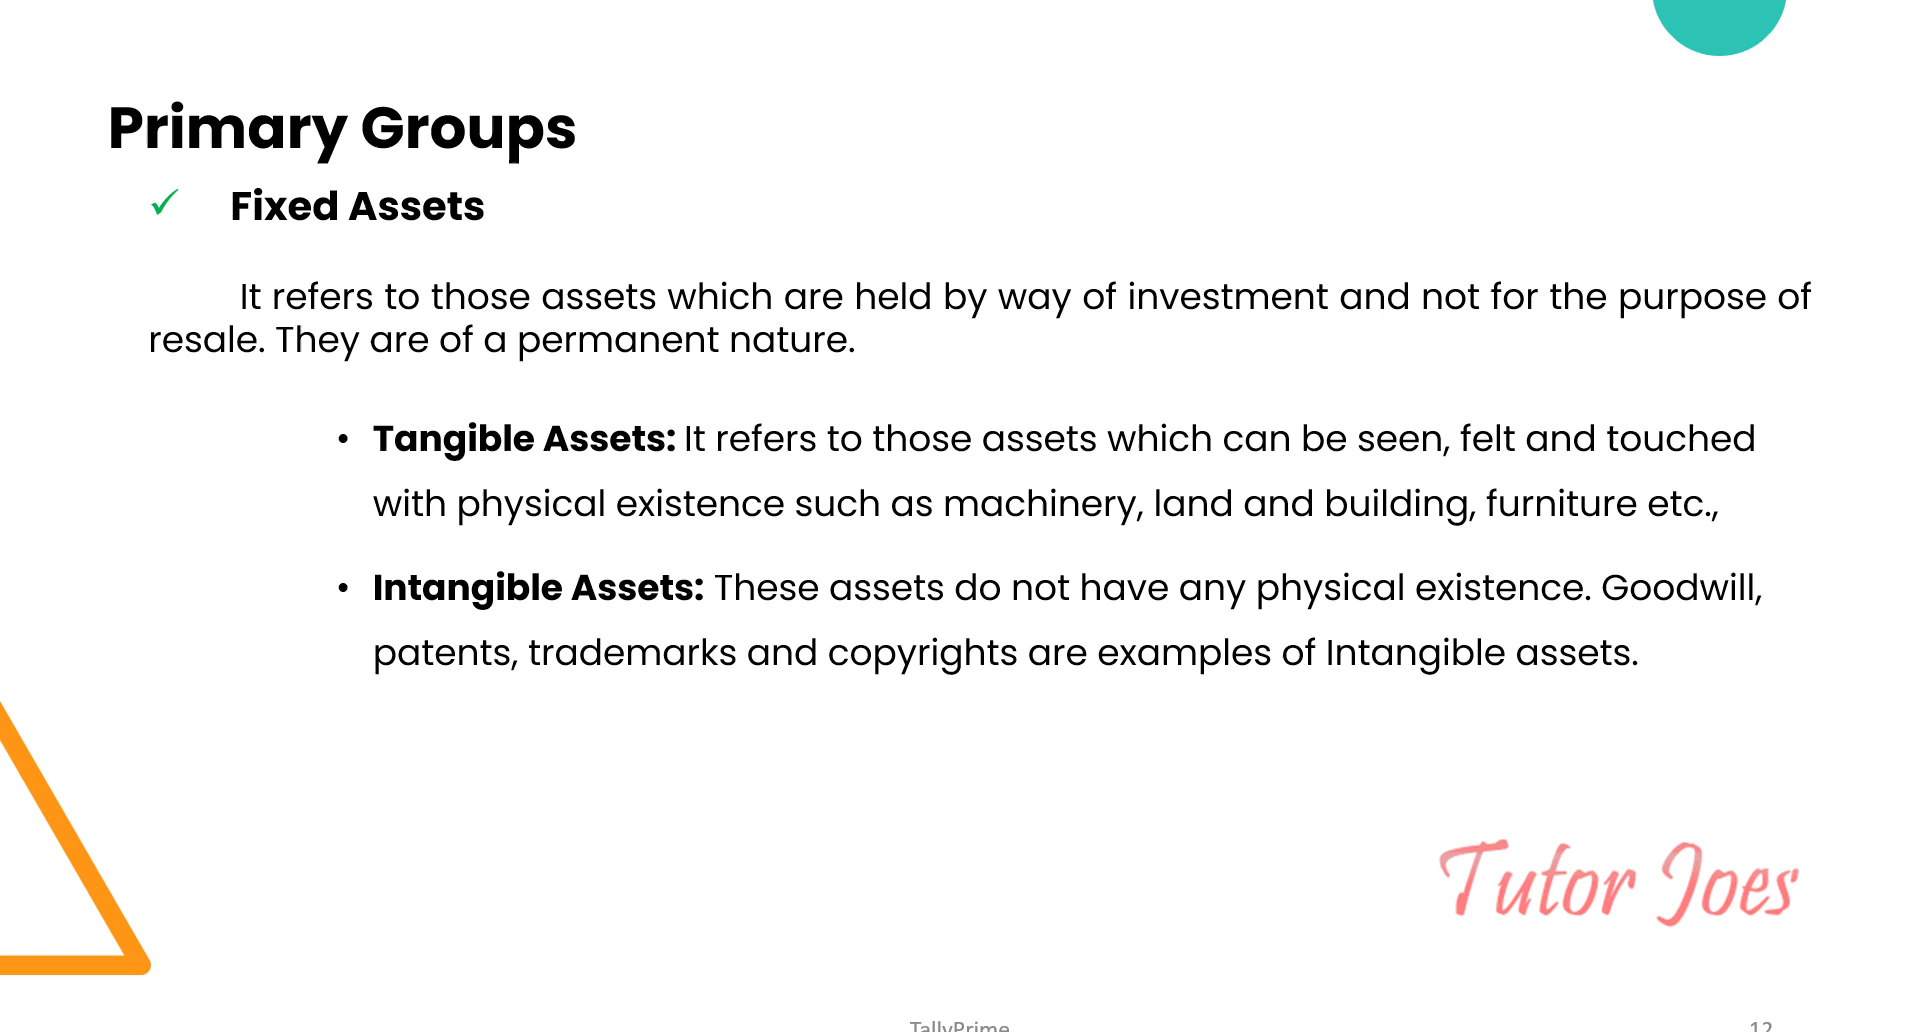 Primary Groups
✓ Fixed Assets
It refers to those assets which are held by way of investment and not for the purpose of
resale. They are of a permanent nature.
• Tangible Assets: It refers to those assets which can be seen, felt and touched
with physical existence such as machinery, land and building, furniture etc.,
• Intangible Assets: These assets do not have any physical existence. Goodwill,
patents, trademarks and copyrights are examples of Intangible assets.
Tutor Joes
TallyPrime 12